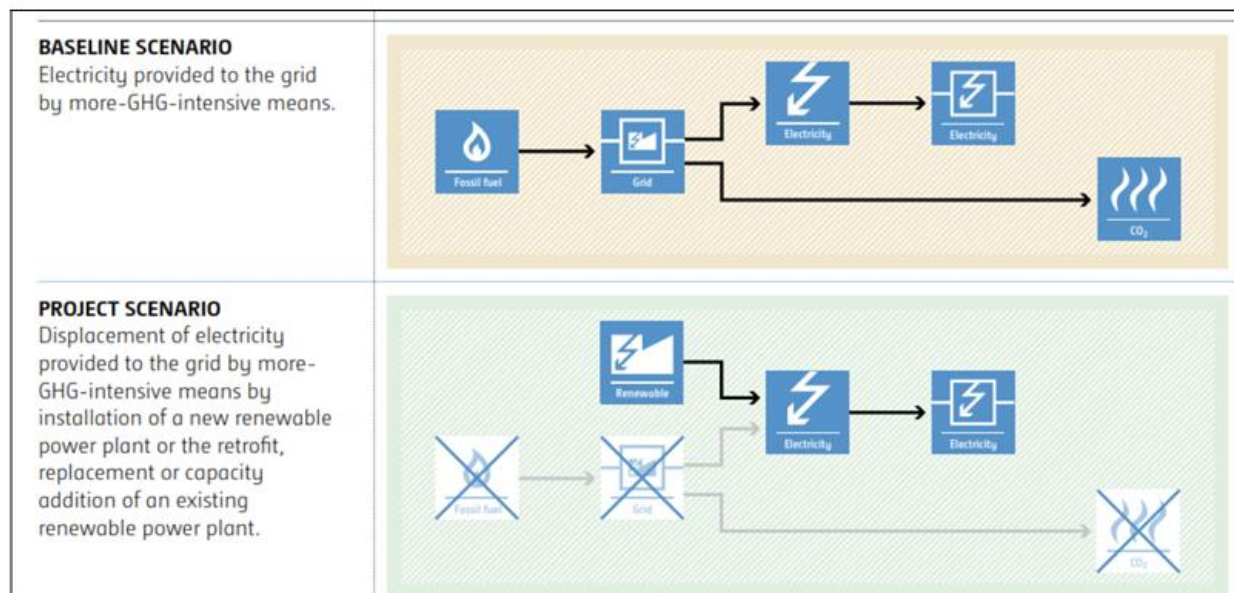 BASELINE SCENARIO
Electricity provided to the grid
by more-GHG-intensive means.
Fossil fuel
Grid
Electricity
Electricity
CO₂
PROJECT SCENARIO
Displacement of electricity
provided to the grid by more-
GHG-intensive means by
installation of a new renewable
power plant or the retrofit,
replacement or capacity
addition of an existing
renewable power plant.
Renewable
Electricity
Electricity
Fossil fuel
Grid
CO₂